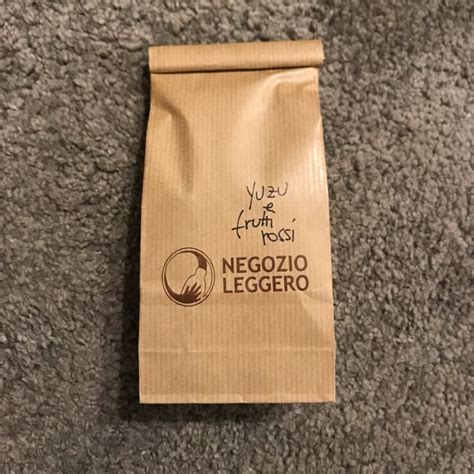 yuzu
e
frutti
rossi
NEGOZIO
LEGGERO